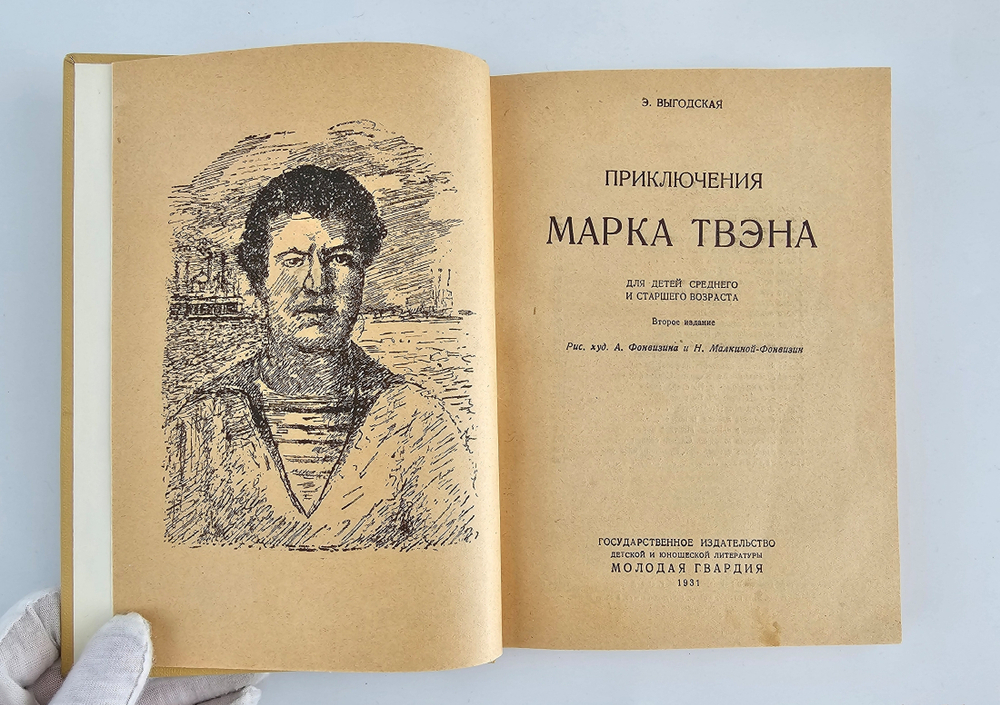 Э. ВЫГОДСКАЯ
ПРИКЛЮЧЕНИЯ
МАРКА ТВЭНА
ДЛЯ ДЕТЕЙ СРЕДНЕГО
И СТАРШЕГО ВОЗРАСТА
Второе издание
Рис. худ. А. Фонвизина и Н. Малкиной-Фонвизин
ГОСУДАРСТВЕННОЕ ИЗДАТЕЛЬСТВО
ДЕТСКОЙ И ЮНОШЕСКОЙ ЛИТЕРАТУРЫ
МОЛОДАЯ ГВАРДИЯ
1931